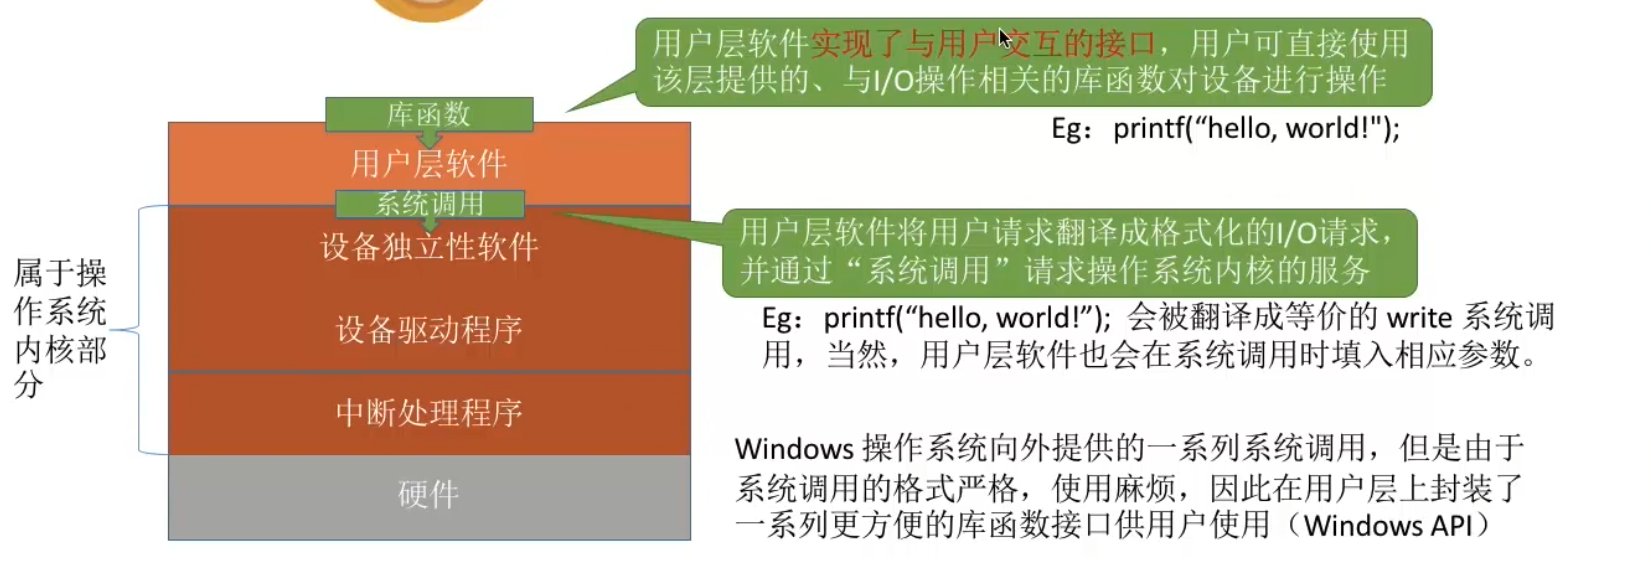 用户层软件实现了与用户交互的接口，用户可直接使用
该层提供的、与I/O操作相关的库函数对设备进行操作
Eg：printf(“hello, world!");
库函数
用户层软件
系统调用
设备独立性软件
设备驱动程序
中断处理程序
硬件
属于操
作系统
内核部
分
用户层软件将用户请求翻译成格式化的I/O请求，
并通过“系统调用”请求操作系统内核的服务
Eg：printf(“hello, world!”); 会被翻译成等价的 write 系统调
用，当然，用户层软件也会在系统调用时填入相应参数。
Windows 操作系统向外提供的一系列系统调用，但是由于
系统调用的格式严格，使用麻烦，因此在用户层上封装了
一系列更方便的库函数接口供用户使用（Windows API）